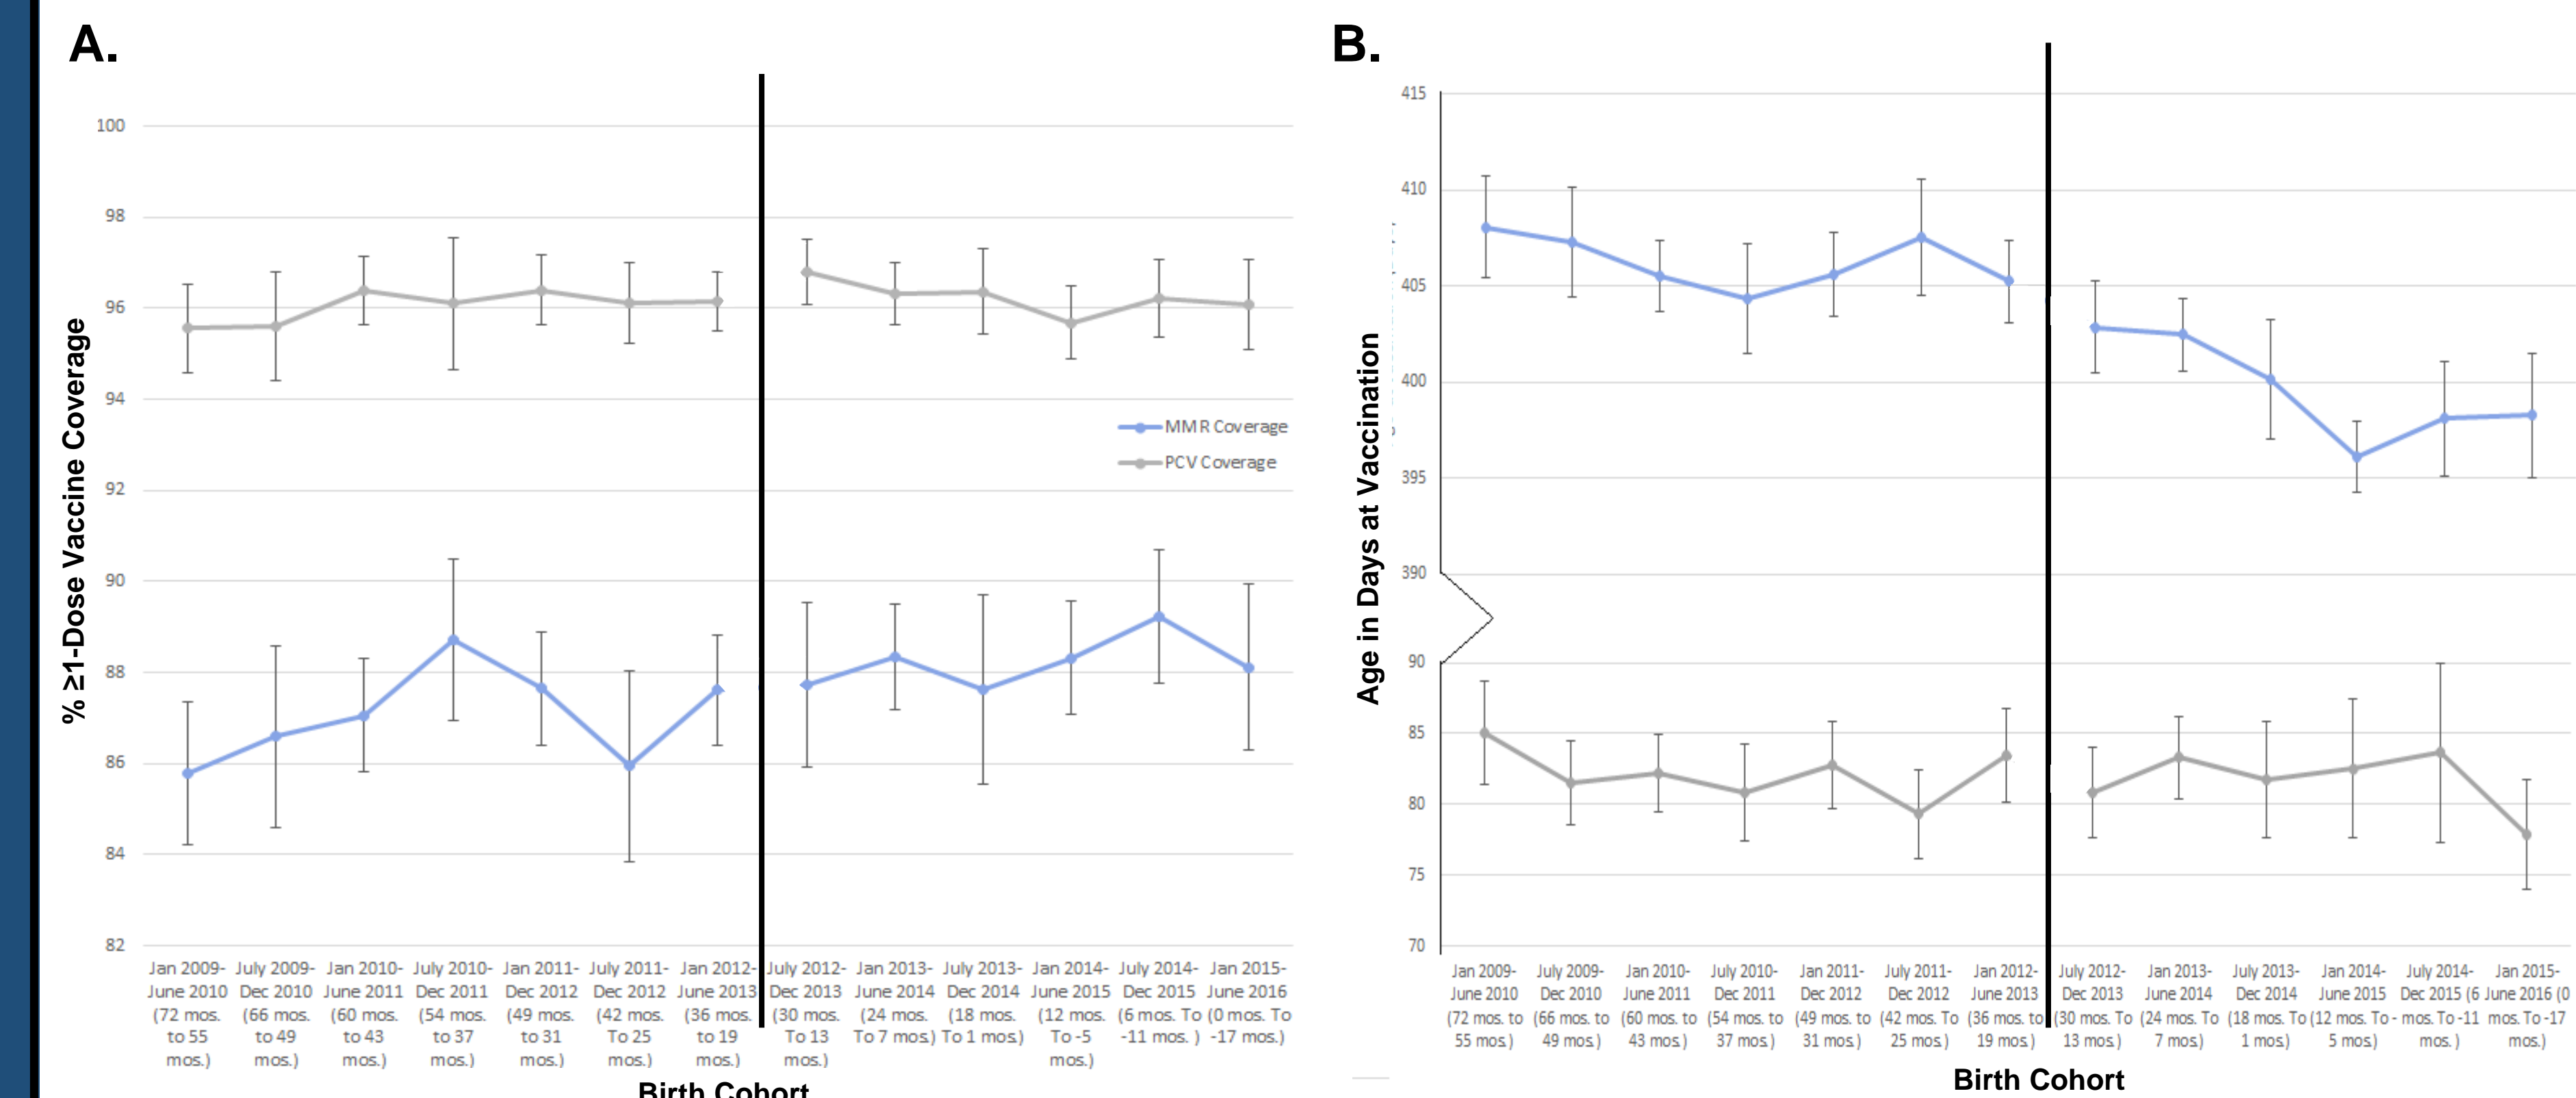 A.
% ≥1-Dose Vaccine Coverage
100
98
96
94
92
90
88
86
84
82
MMR Coverage
PCV Coverage
Jan 2009-
June 2010
(72 mos.
to 55
mos.)
July 2009-
Dec 2010
(66 mos.
to 49
mos.)
Jan 2010-
June 2011
(60 mos.
to 43
mos.)
July 2010-
Dec 2011
(54 mos.
to 37
mos.)
Jan 2011-
Dec 2012
(49 mos.
to 31
mos.)
July 2011-
Dec 2012
(42 mos.
To 25
mos.)
Jan 2012-
June 2013
(36 mos.
to 19
mos.)
July 2012-
Dec 2013
(30 mos.
To 13
mos.)
Jan 2013-
June 2014
(24 mos.
To 7 mos.)
July 2013-
Dec 2014
(18 mos.
To 1 mos.)
Jan 2014-
June 2015
(12 mos.
To -5
mos.)
July 2014-
Dec 2015
(6 mos. To
-11 mos. )
Jan 2015-
June 2016
(0 mos. To
-17 mos.)
Birth Cohort
B.
Age in Days at Vaccination
415
410
405
400
395
390
90
85
80
75
70
Jan 2009-
June 2010
(72 mos. to
55 mos.)
July 2009-
Dec 2010
(66 mos. to
49 mos.)
Jan 2010-
June 2011
(60 mos. to
43 mos.)
July 2010-
Dec 2011
(54 mos. to
37 mos.)
Jan 2011-
Dec 2012
(49 mos. to
31 mos.)
July 2011-
Dec 2012
(42 mos. To
25 mos.)
Jan 2012-
June 2013
(36 mos. to
19 mos.)
July 2012-
Dec 2013
(30 mos. To
13 mos.)
Jan 2013-
June 2014
(24 mos. To
7 mos.)
July 2013-
Dec 2014
(18 mos. To
1 mos.)
Jan 2014-
June 2015
(12 mos. To -
5 mos.)
July 2014-
Dec 2015 (6
mos. To -11
mos. )
Jan 2015-
June 2016 (0
mos. To -17
mos.)
Birth Cohort